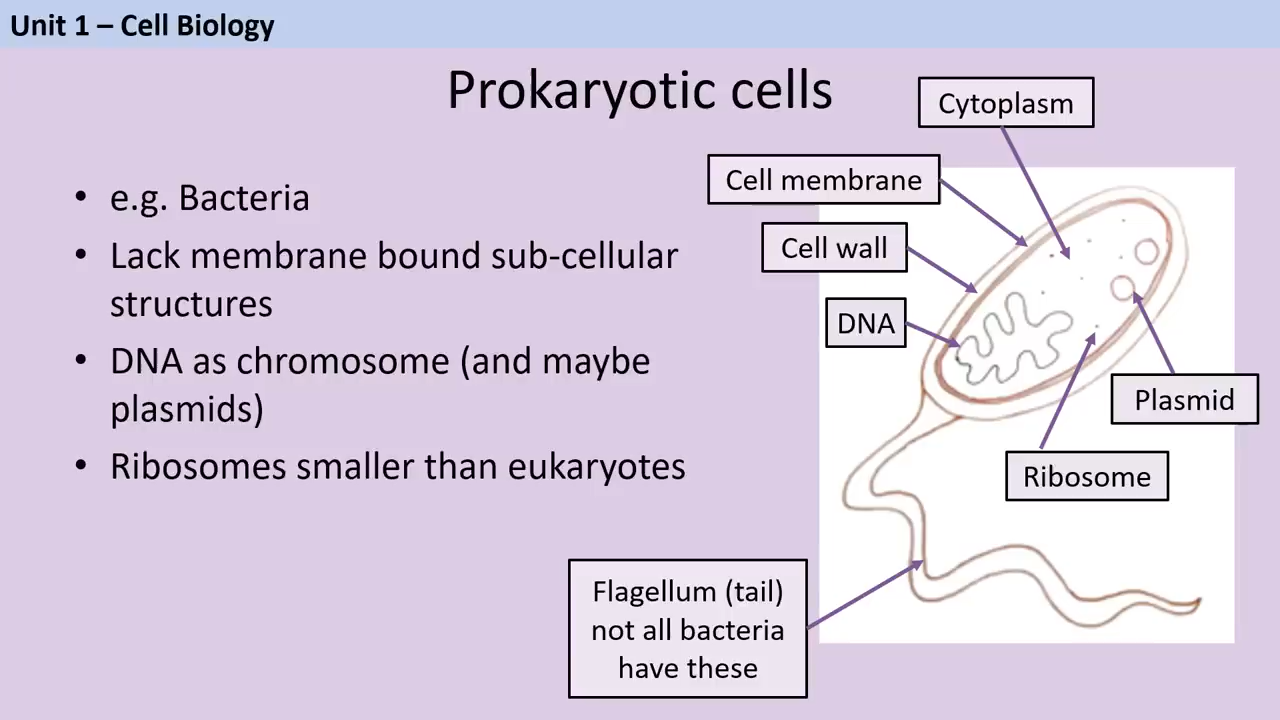 Unit 1 – Cell Biology
Prokaryotic cells
• e.g. Bacteria
• Lack membrane bound sub-cellular
structures
• DNA as chromosome (and maybe
plasmids)
• Ribosomes smaller than eukaryotes
Cytoplasm
Cell membrane
Cell wall
DNA
Plasmid
Ribosome
Flagellum (tail)
not all bacteria
have these